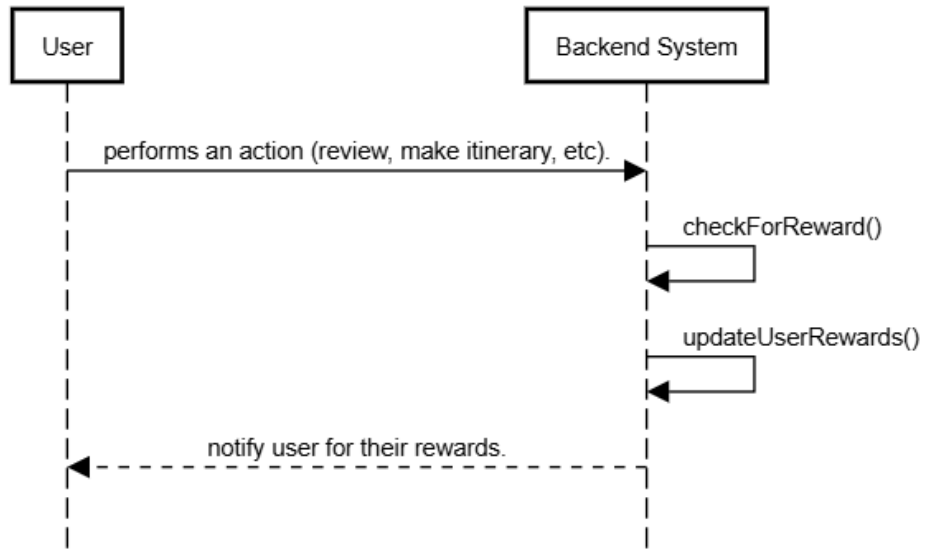 User
Backend System
performs an action (review, make itinerary, etc).
checkForReward()
updateUserRewards()
notify user for their rewards.